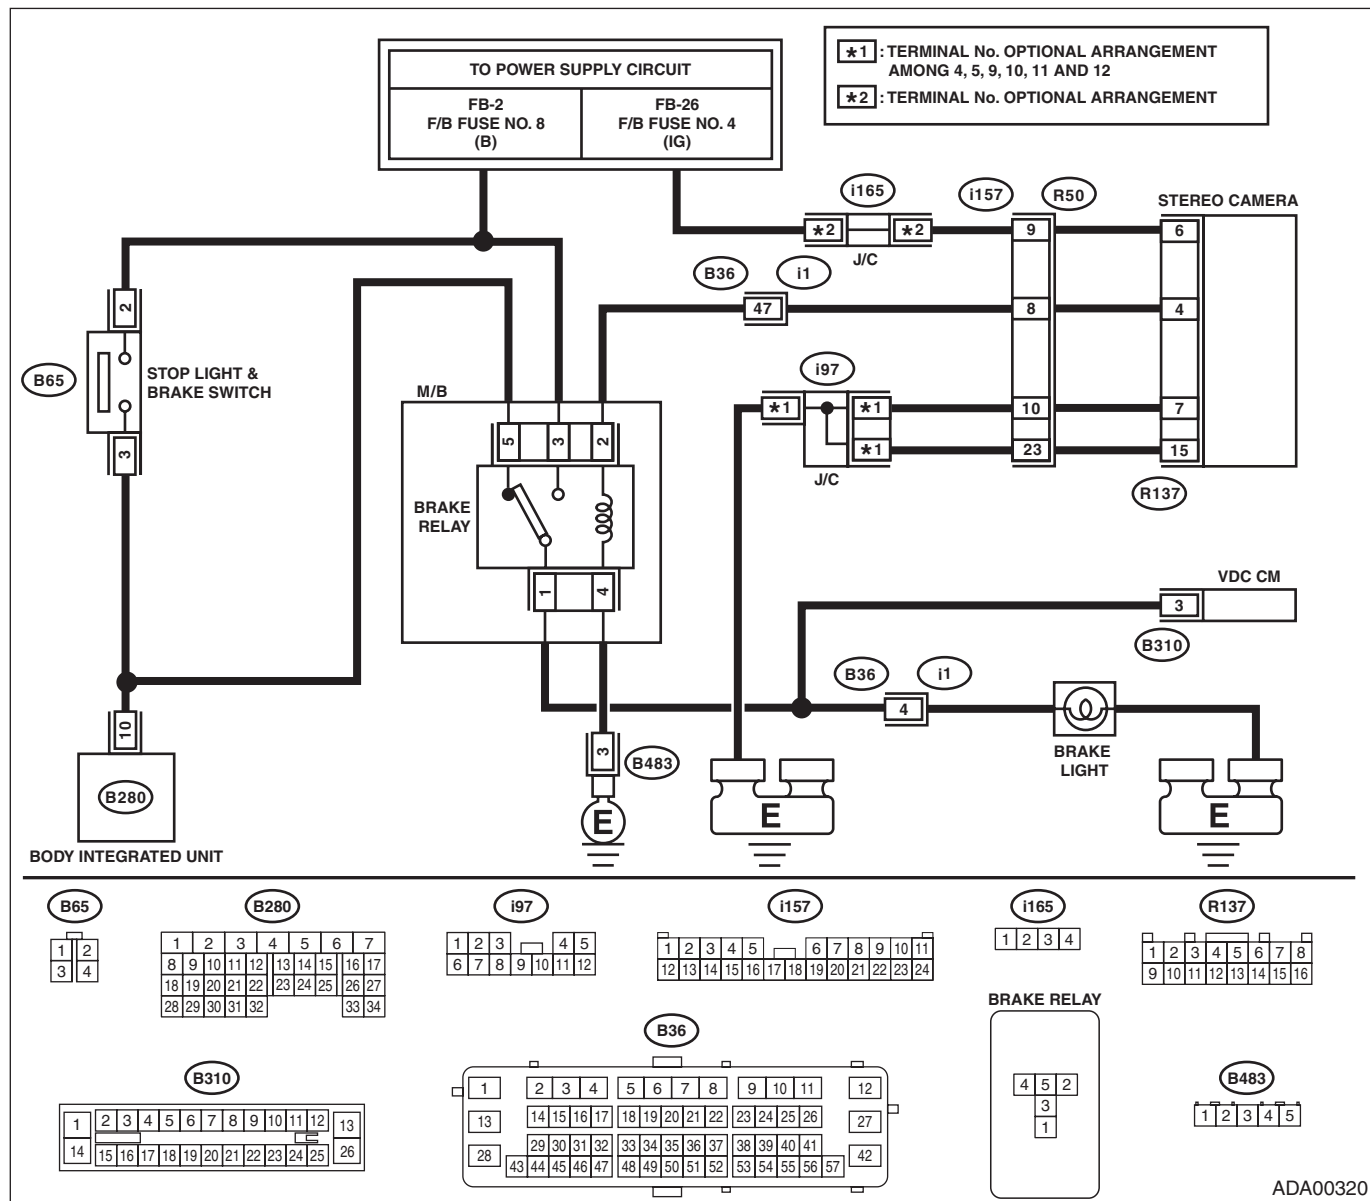 TO POWER SUPPLY CIRCUIT
FB-2
F/B FUSE NO. 8
(B)
FB-26
F/B FUSE NO. 4
(IG)
*1 : TERMINAL No. OPTIONAL ARRANGEMENT
AMONG 4, 5, 9, 10, 11 AND 12
*2 : TERMINAL No. OPTIONAL ARRANGEMENT
i165
i157
R50
STEREO CAMERA
*2
*2
9
6
J/C
B36
i1
47
8
4
2
B65
STOP LIGHT &
BRAKE SWITCH
3
i97
*1
*1
10
7
*1
23
15
J/C
R137
M/B
5
3
2
BRAKE
RELAY
1
4
VDC CM
3
B310
B36
i1
4
BRAKE
LIGHT
10
B280
BODY INTEGRATED UNIT
3
B483
E
E
E
B65
1 2
3 4
B280
1 2 3 4 5 6 7
8 9 10 11 12 13 14 15 16 17
18 19 20 21 22 23 24 25 26 27
28 29 30 31 32 33 34
i97
1 2 3 4 5
6 7 8 9 10 11 12
i157
1 2 3 4 5 6 7 8 9 10 11
12 13 14 15 16 17 18 19 20 21 22 23 24
i165
1 2 3 4
R137
1 2 3 4 5 6 7 8
9 10 11 12 13 14 15 16
B310
1 2 3 4 5 6 7 8 9 10 11 12 13
14 15 16 17 18 19 20 21 22 23 24 25 26
B36
1 2 3 4 5 6 7 8 9 10 11 12
13 14 15 16 17 18 19 20 21 22 23 24 25 26 27
28 29 30 31 32 33 34 35 36 37 38 39 40 41 42
43 44 45 46 47 48 49 50 51 52 53 54 55 56 57
BRAKE RELAY
4 5 2
3
1
B483
1 2 3 4 5
ADA00320